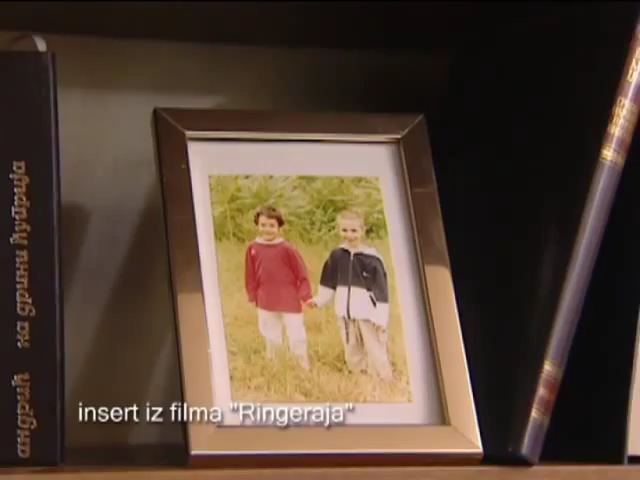 андрић на дрини ћуприја
insert iz filma "Ringeraja"